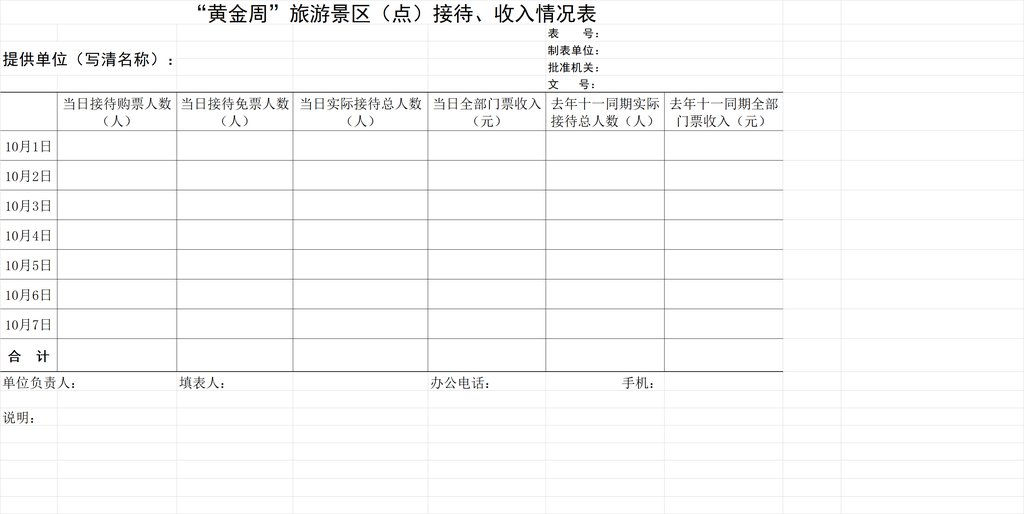 “黄金周”旅游景区（点）接待、收入情况表
表　　号：
制表单位：
提供单位（写清名称）：
批准机关：
文　　号：
当日接待购票人数（人） 当日接待免票人数（人） 当日实际接待总人数（人） 当日全部门票收入（元） 去年十一同期实际接待总人数（人） 去年十一同期全部门票收入（元）
10月1日
10月2日
10月3日
10月4日
10月5日
10月6日
10月7日
合　计
单位负责人： 填表人： 办公电话： 手机：
说明：